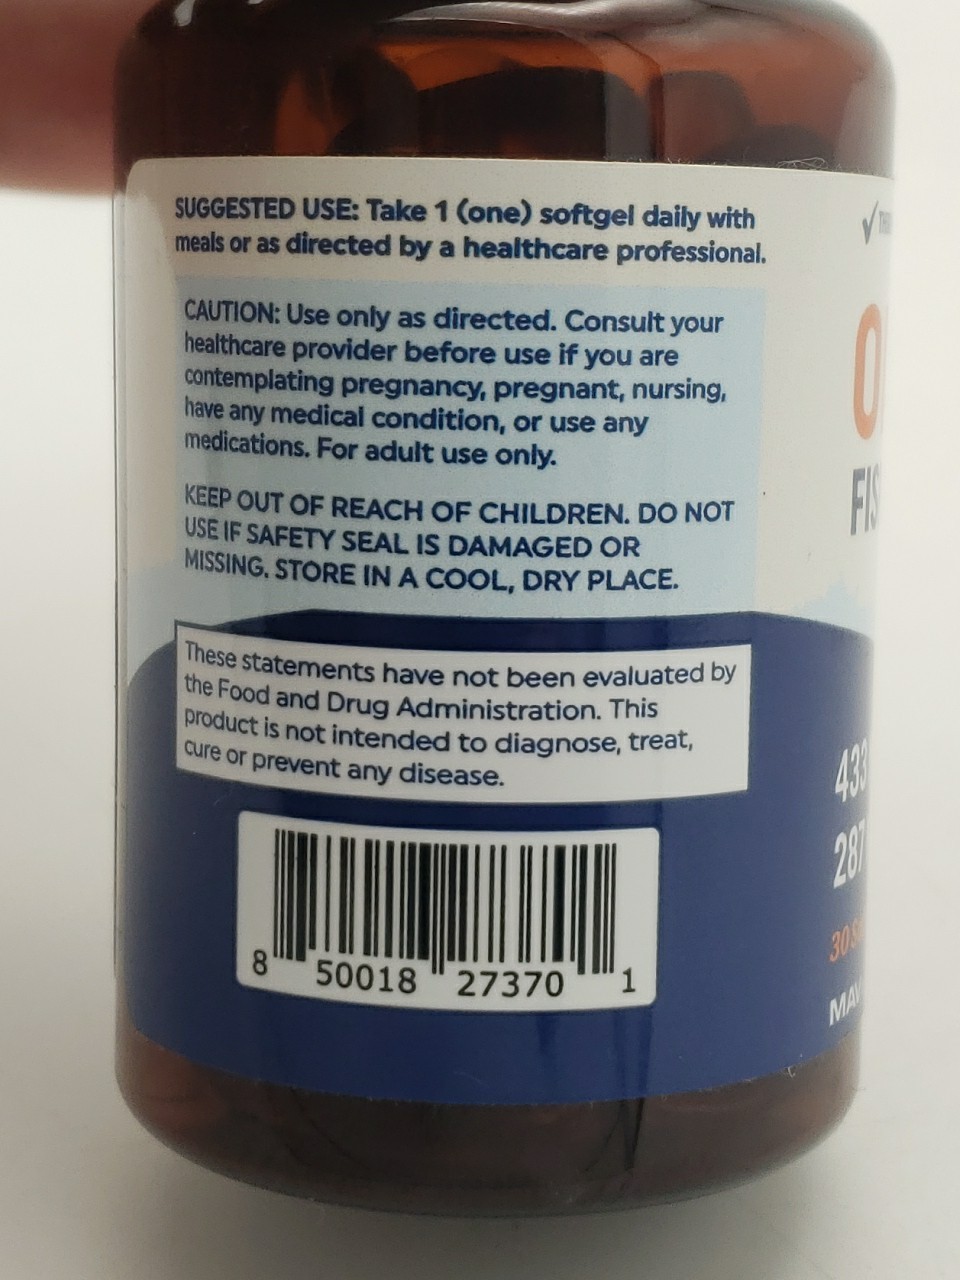 SUGGESTED USE: Take 1 (one) softgel daily with
meals or as directed by a healthcare professional.
CAUTION: Use only as directed. Consult your
healthcare provider before use if you are
contemplating pregnancy, pregnant, nursing,
have any medical condition, or use any
medications. For adult use only.
KEEP OUT OF REACH OF CHILDREN. DO NOT
USE IF SAFETY SEAL IS DAMAGED OR
MISSING. STORE IN A COOL, DRY PLACE.
These statements have not been evaluated by
the Food and Drug Administration. This
product is not intended to diagnose, treat,
cure or prevent any disease.
8 50018 27370 1
433
287
30